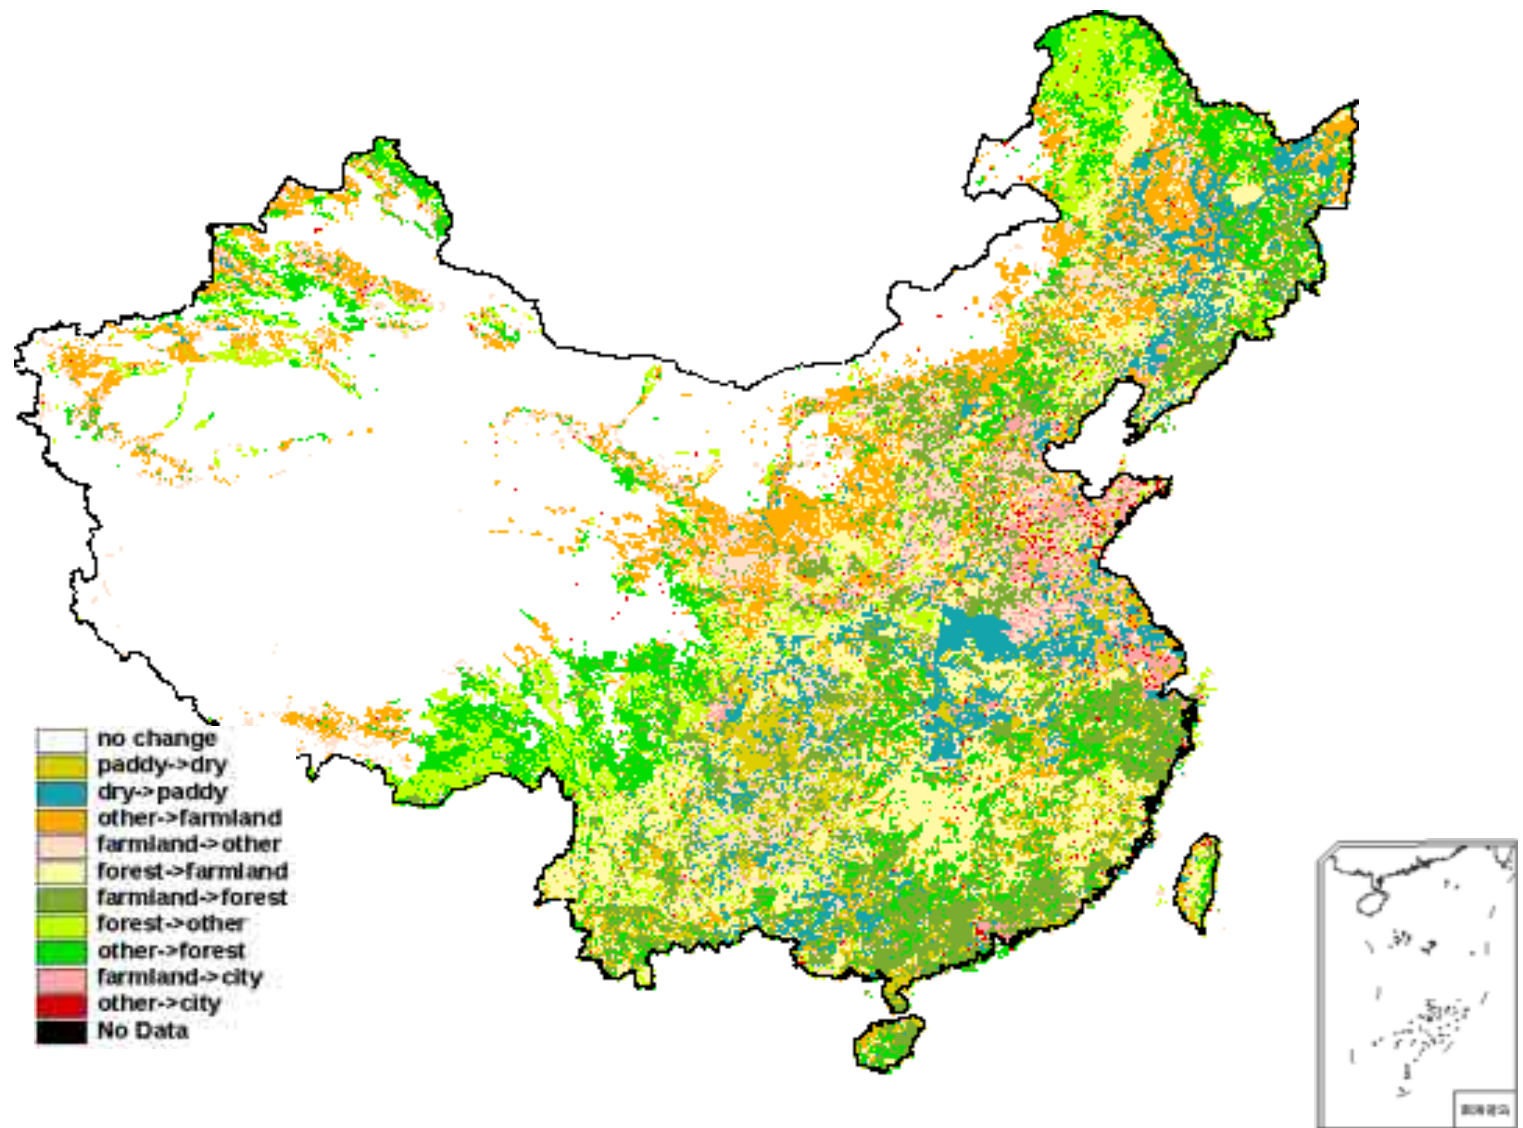 no change
paddy->dry
dry->paddy
other->farmland
farmland->other
forest->farmland
farmland->forest
forest->other
other->forest
farmland->city
other->city
No Data